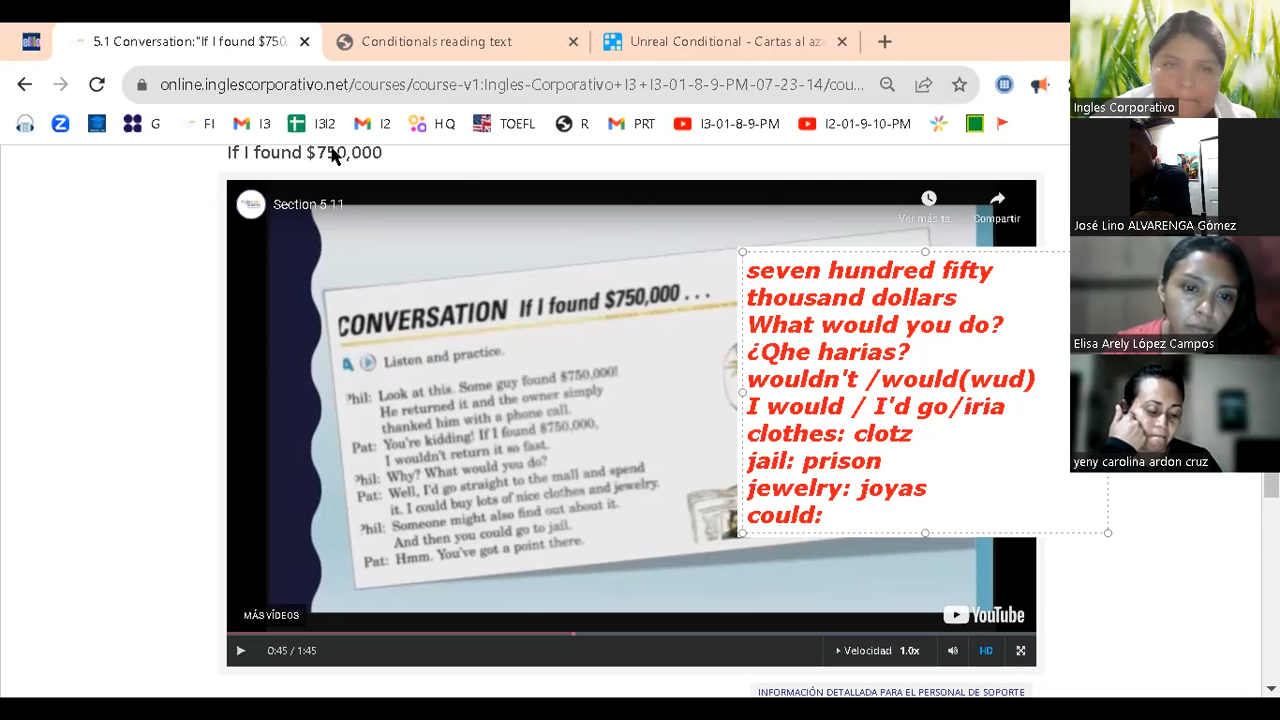 5.1 Conversation:"If I found $750,
Conditionals reading text
Unreal Conditional - Cartas al aza
online.inglescorporativo.net/courses/course-v1:Ingles-Corporativo+I3+I3-01-8-9-PM-07-23-14/cou...
G
FI
I3
I3I2
I2
HQ
TOEFL
R
PRT
I3-01-8-9-PM
I2-01-9-10-PM
If I found $750,000
Section 5 11
Ver más ta...
Compartir
CONVERSATION If I found $750,000 . . .
A Listen and practice.
Phil: Look at this. Some guy found $750,000!
He returned it and the owner simply
thanked him with a phone call.
Pat: You're kidding! If I found $750,000,
I wouldn't return it so fast.
Phil: Why? What would you do?
Pat: Well, I'd go straight to the mall and spend
it. I could buy lots of nice clothes and jewelry.
Phil: Someone might also find out about it.
And then you could go to jail.
Pat: Hmm. You've got a point there.
seven hundred fifty
thousand dollars
What would you do?
¿Qhe harias?
wouldn't /would(wud)
I would / I'd go/iria
clothes: clotz
jail: prison
jewelry: joyas
could:
MÁS VÍDEOS
YouTube
0:45 / 1:45
Velocidad 1.0x
HD
INFORMACIÓN DETALLADA PARA EL PERSONAL DE SOPORTE
Ingles Corporativo
José Lino ALVARENGA Gómez
Elisa Arely López Campos
yeny carolina ardon cruz